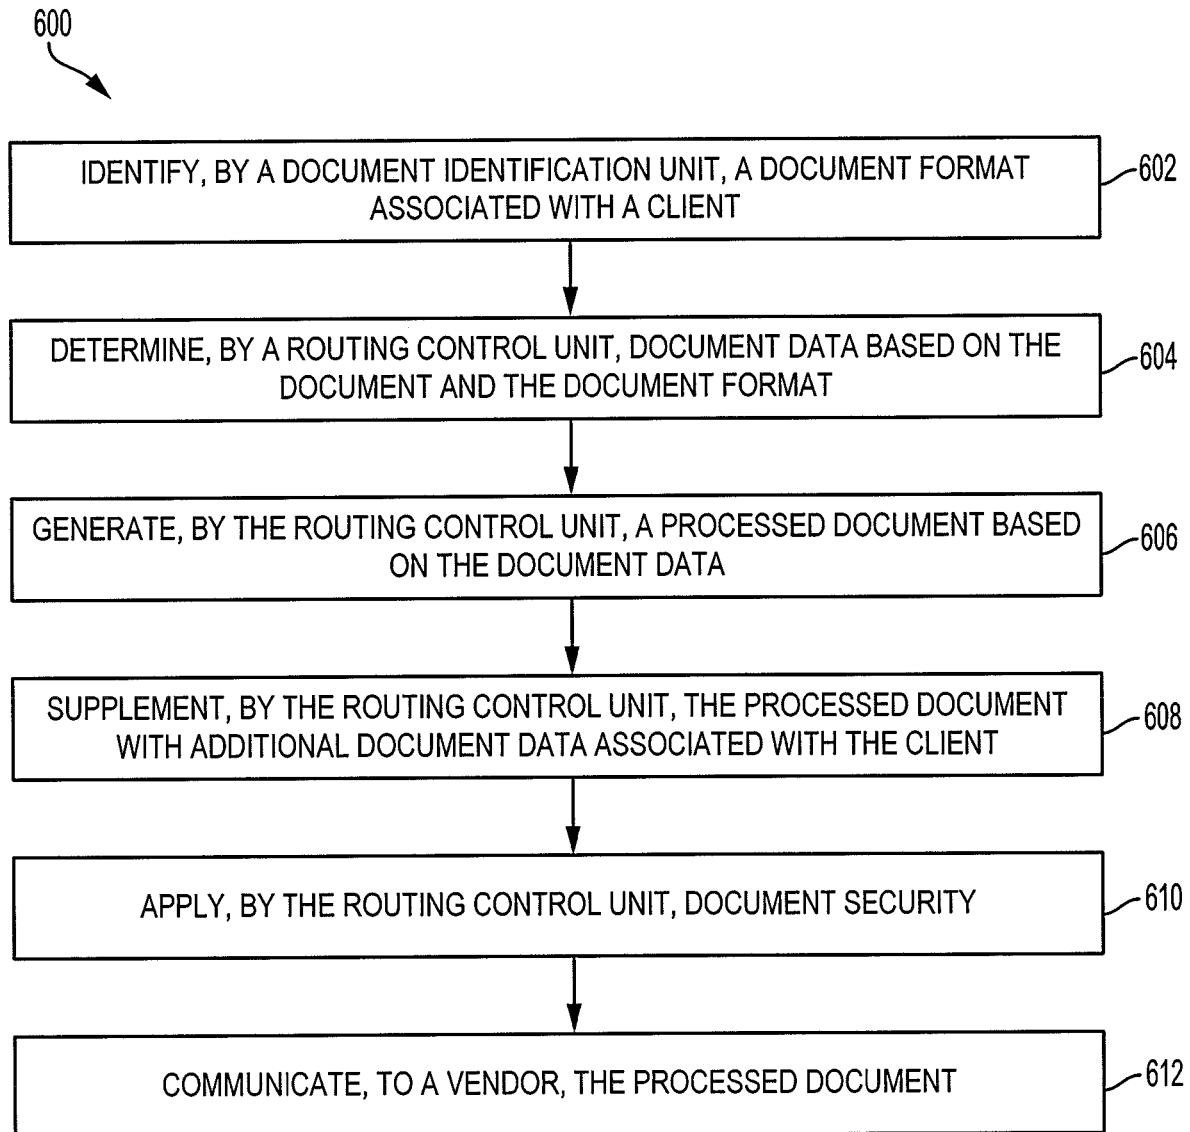 600
IDENTIFY, BY A DOCUMENT IDENTIFICATION UNIT, A DOCUMENT FORMAT
ASSOCIATED WITH A CLIENT
602
DETERMINE, BY A ROUTING CONTROL UNIT, DOCUMENT DATA BASED ON THE
DOCUMENT AND THE DOCUMENT FORMAT
604
GENERATE, BY THE ROUTING CONTROL UNIT, A PROCESSED DOCUMENT BASED
ON THE DOCUMENT DATA
606
SUPPLEMENT, BY THE ROUTING CONTROL UNIT, THE PROCESSED DOCUMENT
WITH ADDITIONAL DOCUMENT DATA ASSOCIATED WITH THE CLIENT
608
APPLY, BY THE ROUTING CONTROL UNIT, DOCUMENT SECURITY
610
COMMUNICATE, TO A VENDOR, THE PROCESSED DOCUMENT
612